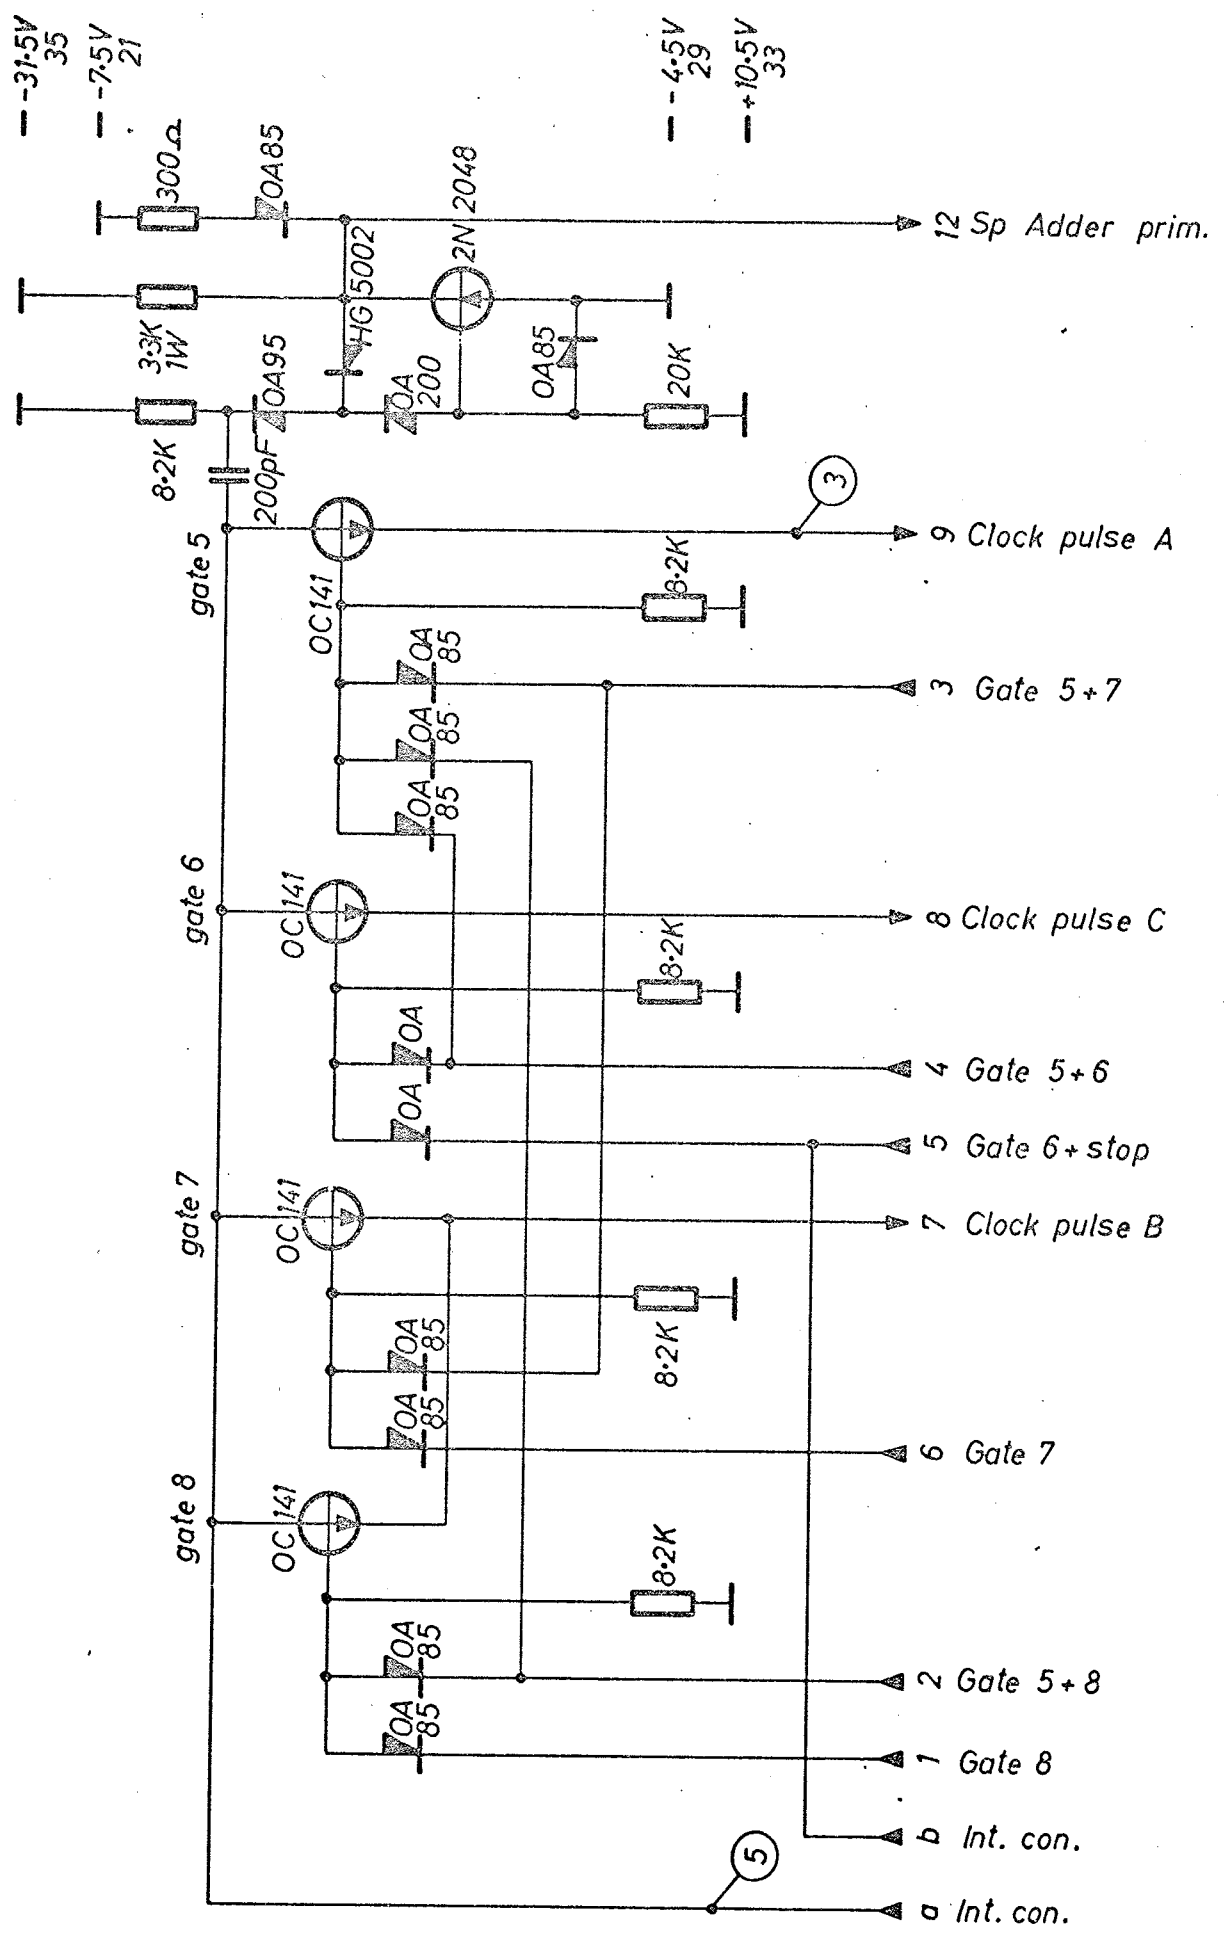 -31·5V
35
-7·5V
21
-4·5V
29
+10·5V
33
300Ω
OA85
12 Sp Adder prim.
3·3K
1W
HG 5002
2N 2048
OA85
8·2K
OA95
OA
200
20K
200pF
gate 5
OC141
3
9 Clock pulse A
8·2K
OA
85
3 Gate 5+7
OA
85
OA
85
gate 6
OC141
8 Clock pulse C
8·2K
OA
4 Gate 5+6
OA
5 Gate 6+stop
gate 7
OC141
7 Clock pulse B
8·2K
OA
85
OA
85
6 Gate 7
gate 8
OC141
8·2K
OA
85
2 Gate 5+8
OA
85
1 Gate 8
b Int. con.
5
a Int. con.